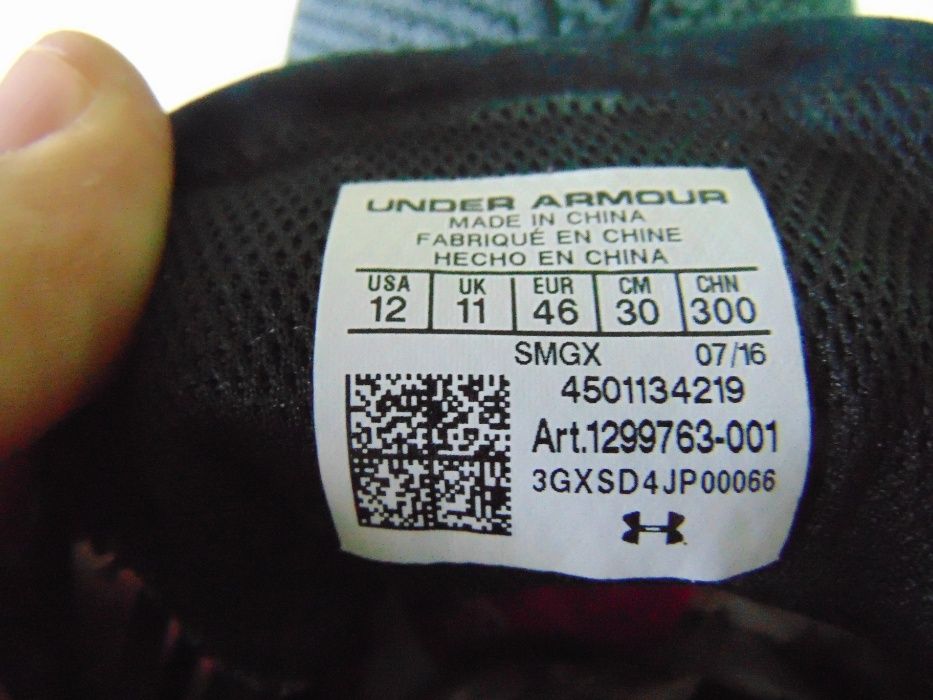 UNDER ARMOUR
MADE IN CHINA
FABRIQUÉ EN CHINE
HECHO EN CHINA
USA UK EUR CM CHN
12 11 46 30 300
SMGX 07/16
4501134219
Art.1299763-001
3GXSD4JP00066